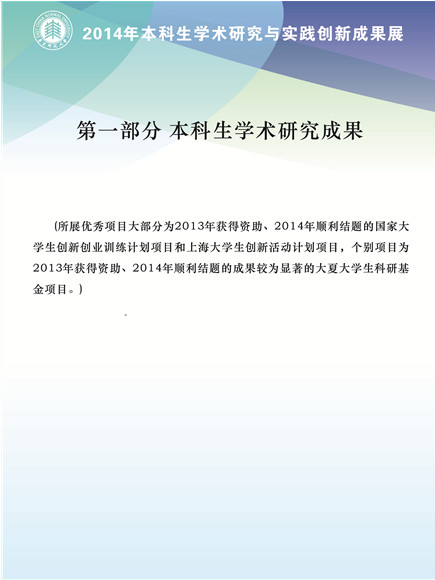 2014年本科生学术研究与实践创新成果展
第一部分 本科生学术研究成果
(所展优秀项目大部分为2013年获得资助、2014年顺利结题的国家大
学生创新创业训练计划项目和上海大学生创新活动计划项目，个别项目为
2013年获得资助、2014年顺利结题的成果较为显著的大夏大学生科研基
金项目。)